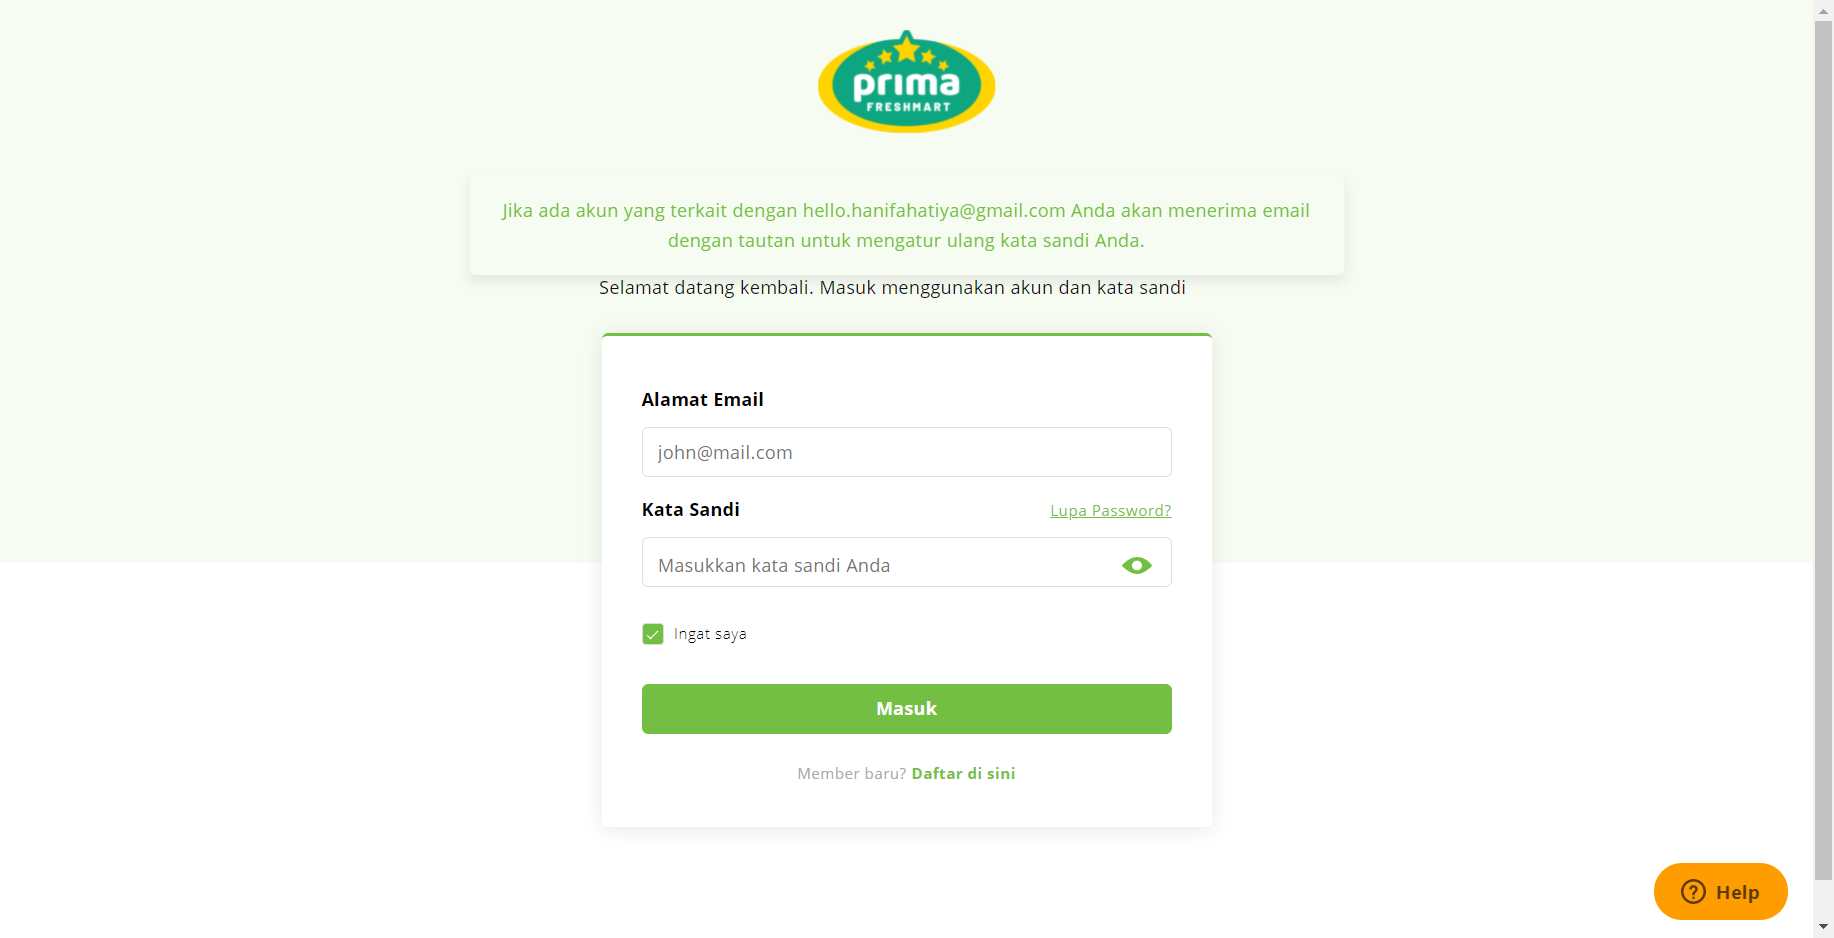 prima
FRESHMART
Jika ada akun yang terkait dengan hello.hanifahatiya@gmail.com Anda akan menerima email
dengan tautan untuk mengatur ulang kata sandi Anda.
Selamat datang kembali. Masuk menggunakan akun dan kata sandi
Alamat Email
john@mail.com
Kata Sandi
Lupa Password?
Masukkan kata sandi Anda
Ingat saya
Masuk
Member baru? Daftar di sini
Help